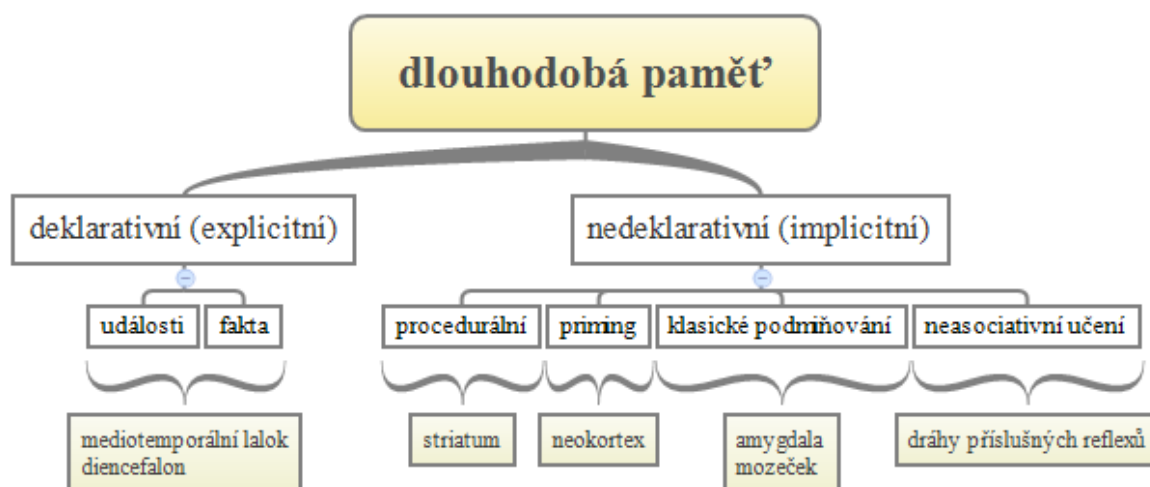 dlouhodobá paměť
deklarativní (explicitní)
nedeklarativní (implicitní)
události
fakta
procedurální
priming
klasické podmiňování
neasociativní učení
mediotemporální lalok
diencefalon
striatum
neokortex
amygdala
mozeček
dráhy příslušných reflexů